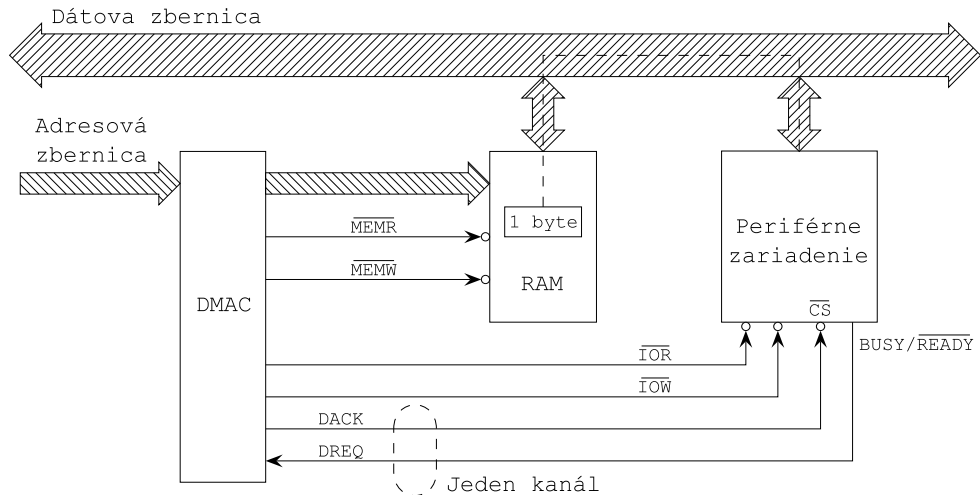 Dátova zbernica
Adresová
zbernica
MEMR
1 byte
Periférne
zariadenie
MEMW
RAM
DMAC
CS
BUSY/READY
IOR
IOW
DACK
DREQ
Jeden kanál